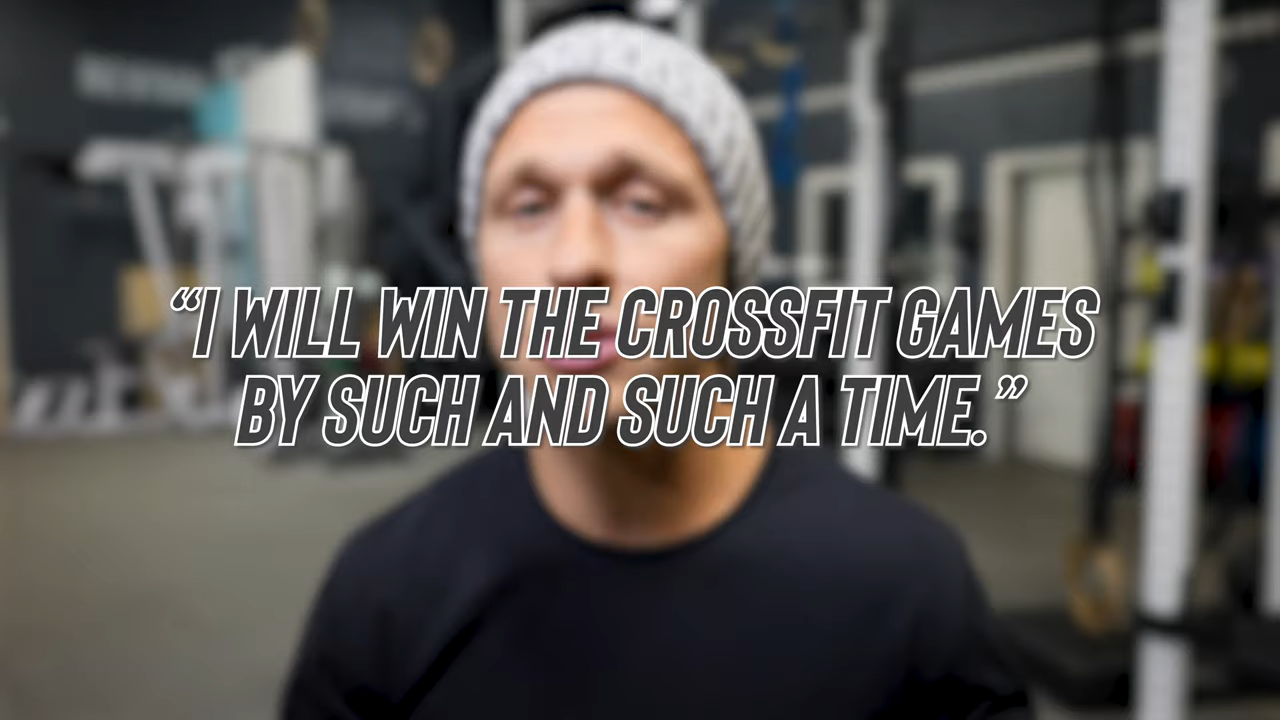 “I WILL WIN THE CROSSFIT GAMES
BY SUCH AND SUCH A TIME.”